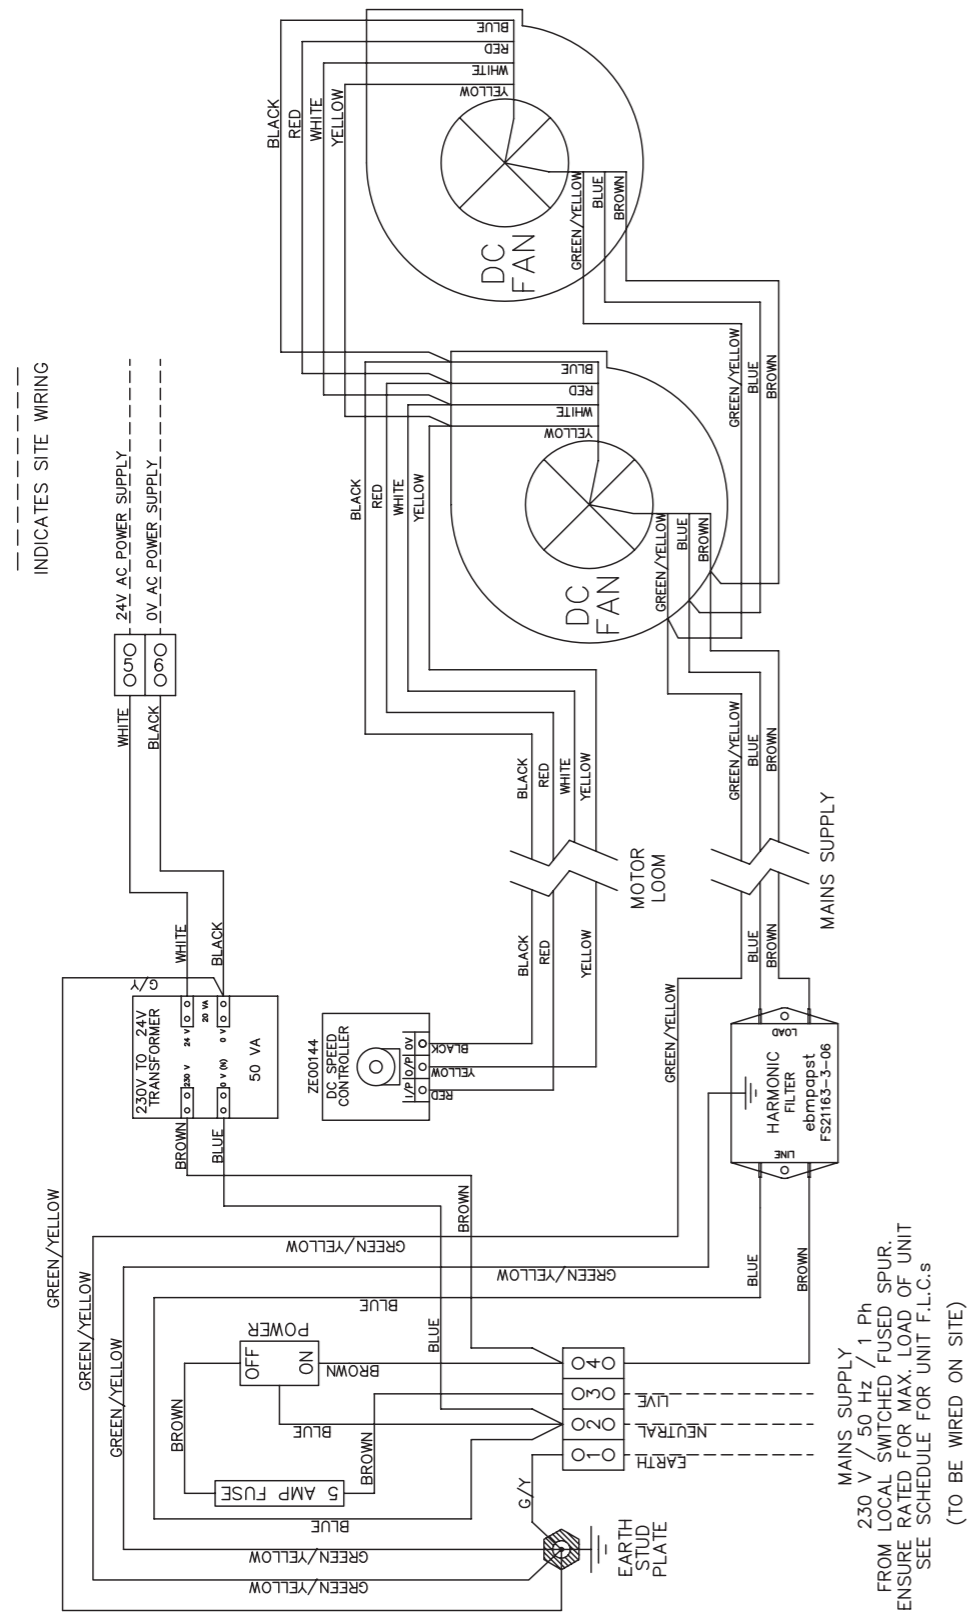 INDICATES SITE WIRING
24V AC POWER SUPPLY
0V AC POWER SUPPLY
5
6
WHITE
BLACK
WHITE
BLACK
G/Y
230V TO 24V
TRANSFORMER
230 V
24 V
20 VA
0 V (N)
0 V
50 VA
BROWN
BLUE
BLACK
RED
WHITE
YELLOW
BLUE
RED
WHITE
YELLOW
DC
FAN
GREEN/YELLOW
BLUE
BROWN
GREEN/YELLOW
BLUE
BROWN
BLACK
RED
WHITE
YELLOW
BLUE
RED
WHITE
YELLOW
DC
FAN
GREEN/YELLOW
BLUE
BROWN
GREEN/YELLOW
BLUE
BROWN
BLACK
RED
WHITE
YELLOW
MOTOR
LOOM
BLACK
RED
YELLOW
MAINS SUPPLY
BLUE
BROWN
ZE00144
DC SPEED
CONTROLLER
I/P
O/P
0V
RED
YELLOW
BLACK
GREEN/YELLOW
LOAD
HARMONIC
FILTER
ebmpapst
FS21163-3-06
LINE
BLUE
BROWN
GREEN/YELLOW
GREEN/YELLOW
GREEN/YELLOW
GREEN/YELLOW
GREEN/YELLOW
BLUE
BROWN
BLUE
POWER
OFF
ON
BROWN
BROWN
BLUE
5 AMP FUSE
BROWN
BLUE
GREEN/YELLOW
GREEN/YELLOW
G/Y
1
2
3
4
EARTH
NEUTRAL
LIVE
EARTH
STUD
PLATE
MAINS SUPPLY
230 V / 50 Hz / 1 Ph
FROM LOCAL SWITCHED FUSED SPUR.
ENSURE RATED FOR MAX. LOAD OF UNIT
SEE SCHEDULE FOR UNIT F.L.C.s
(TO BE WIRED ON SITE)